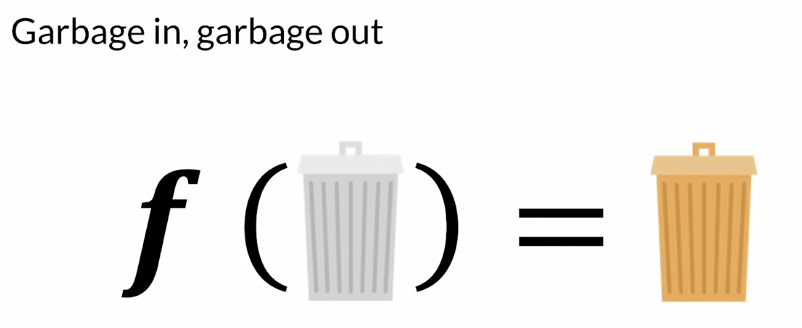 Garbage in, garbage out
f ( ) =